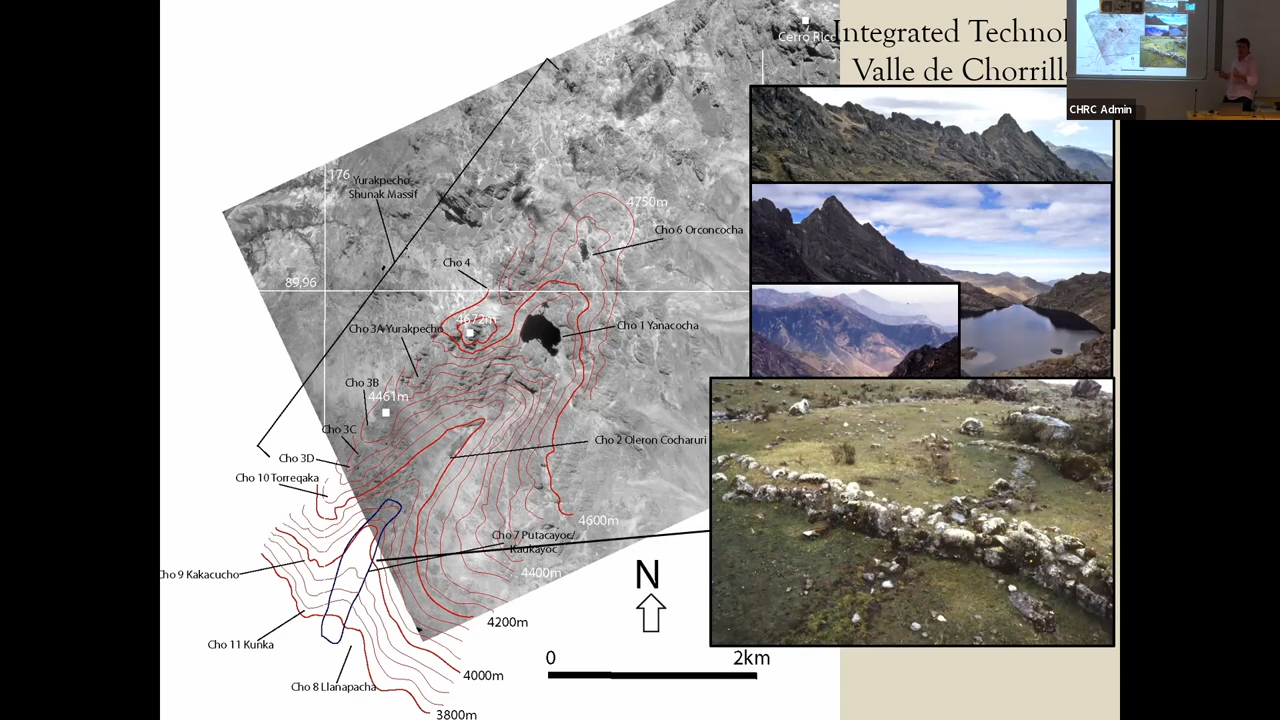 Integrated Technol
Valle de Chorrill
CHRC Admin
Cerro Rico
176
Yurakpecho-
Shunak Massif
4750m
Cho 6 Orconcocha
Cho 4
89,96
4672m
Cho 3A Yurakpecho
Cho 1 Yanacocha
Cho 3B
4461m
Cho 3C
Cho 2 Oleron Cocharuri
Cho 3D
Cho 10 Torreqaka
4600m
Cho 7 Putacayoc/
Kaukayoc
4400m
Cho 9 Kakacucho
N
4200m
Cho 11 Kunka
0 2km
4000m
Cho 8 Llanapacha
3800m